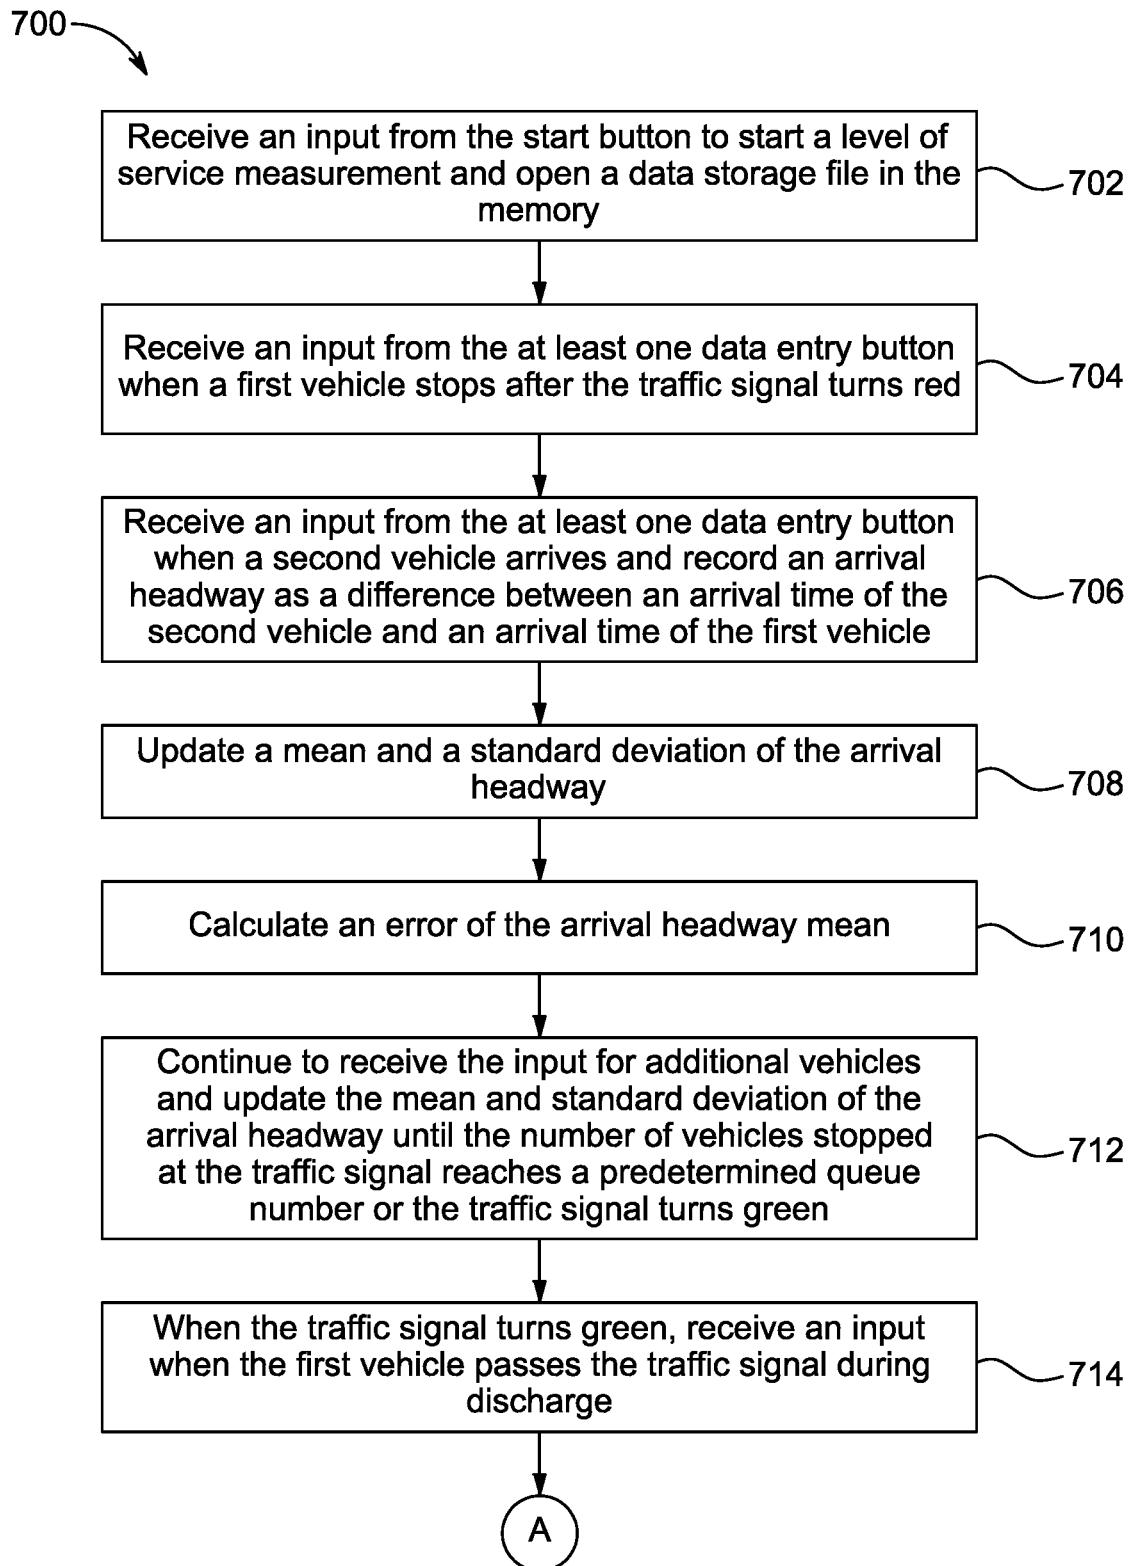 700
Receive an input from the start button to start a level of
service measurement and open a data storage file in the
memory
702
Receive an input from the at least one data entry button
when a first vehicle stops after the traffic signal turns red
704
Receive an input from the at least one data entry button
when a second vehicle arrives and record an arrival
headway as a difference between an arrival time of the
second vehicle and an arrival time of the first vehicle
706
Update a mean and a standard deviation of the arrival
headway
708
Calculate an error of the arrival headway mean
710
Continue to receive the input for additional vehicles
and update the mean and standard deviation of the
arrival headway until the number of vehicles stopped
at the traffic signal reaches a predetermined queue
number or the traffic signal turns green
712
When the traffic signal turns green, receive an input
when the first vehicle passes the traffic signal during
discharge
714
A